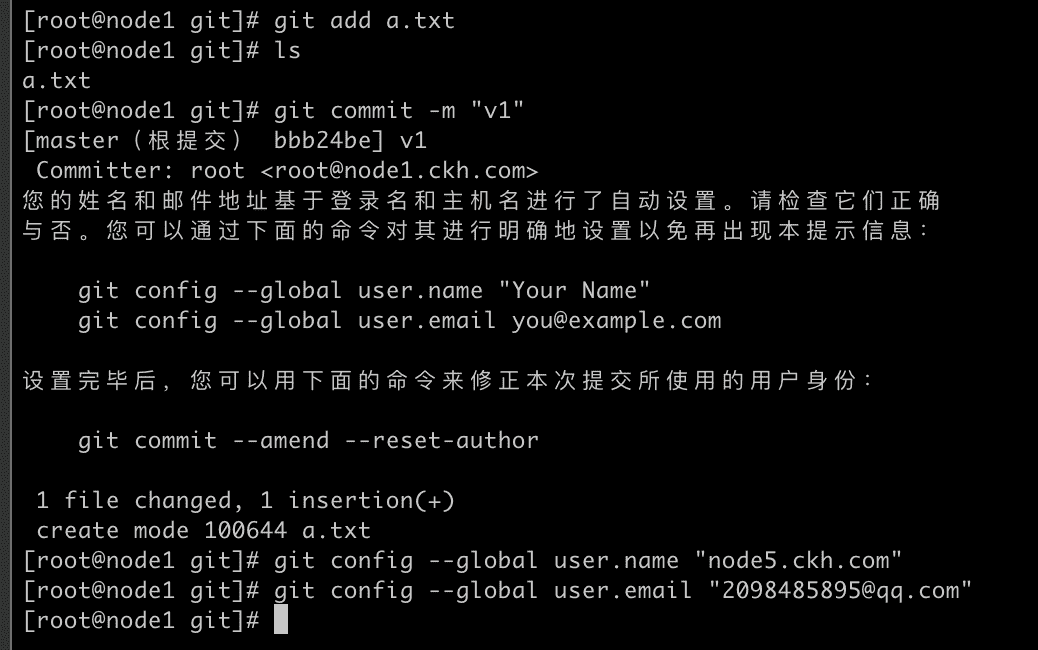 [root@node1 git]# git add a.txt
[root@node1 git]# ls
a.txt
[root@node1 git]# git commit -m "v1"
[master（根提交） bbb24be] v1
 Committer: root <root@node1.ckh.com>
您的姓名和邮件地址基于登录名和主机名进行了自动设置。请检查它们正确
与否。您可以通过下面的命令对其进行明确地设置以免再出现本提示信息：
    git config --global user.name "Your Name"
    git config --global user.email you@example.com
设置完毕后，您可以用下面的命令来修正本次提交所使用的用户身份：
    git commit --amend --reset-author
 1 file changed, 1 insertion(+)
 create mode 100644 a.txt
[root@node1 git]# git config --global user.name "node5.ckh.com"
[root@node1 git]# git config --global user.email "2098485895@qq.com"
[root@node1 git]#